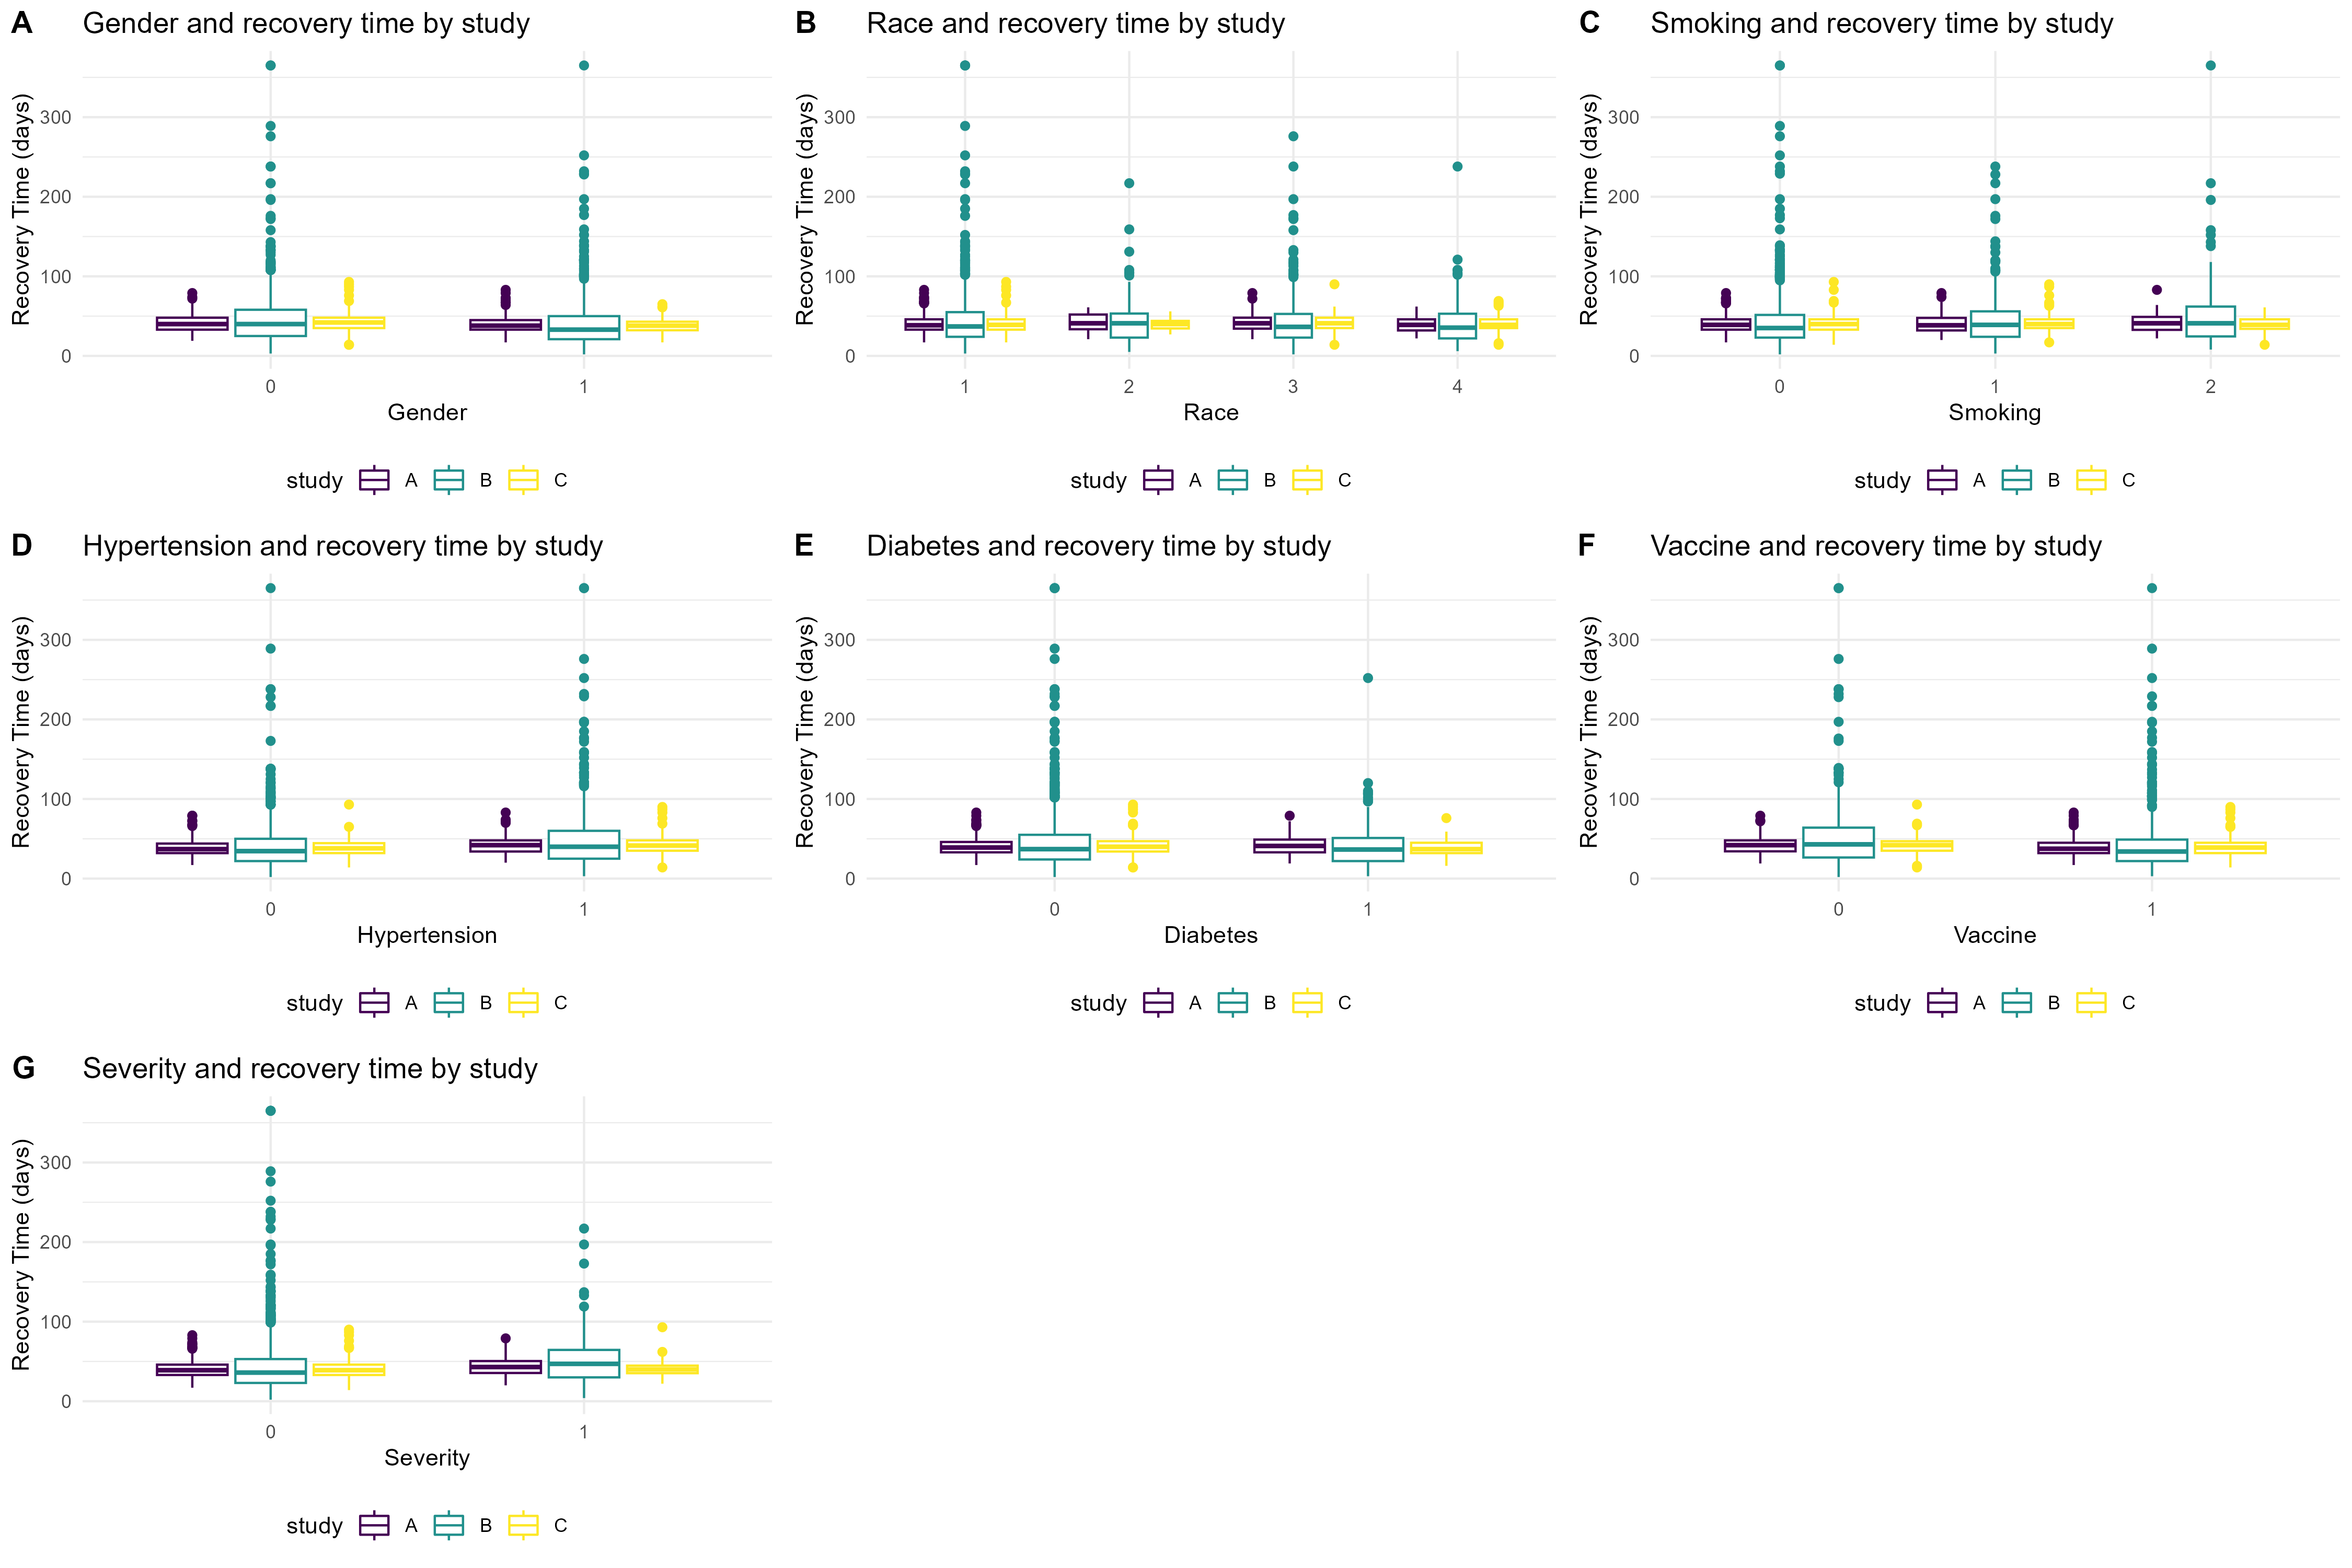 A Gender and recovery time by study
Recovery Time (days)
300
200
100
0
0 1
Gender
study A B C
B Race and recovery time by study
Recovery Time (days)
300
200
100
0
1 2 3 4
Race
study A B C
C Smoking and recovery time by study
Recovery Time (days)
300
200
100
0
0 1 2
Smoking
study A B C
D Hypertension and recovery time by study
Recovery Time (days)
300
200
100
0
0 1
Hypertension
study A B C
E Diabetes and recovery time by study
Recovery Time (days)
300
200
100
0
0 1
Diabetes
study A B C
F Vaccine and recovery time by study
Recovery Time (days)
300
200
100
0
0 1
Vaccine
study A B C
G Severity and recovery time by study
Recovery Time (days)
300
200
100
0
0 1
Severity
study A B C